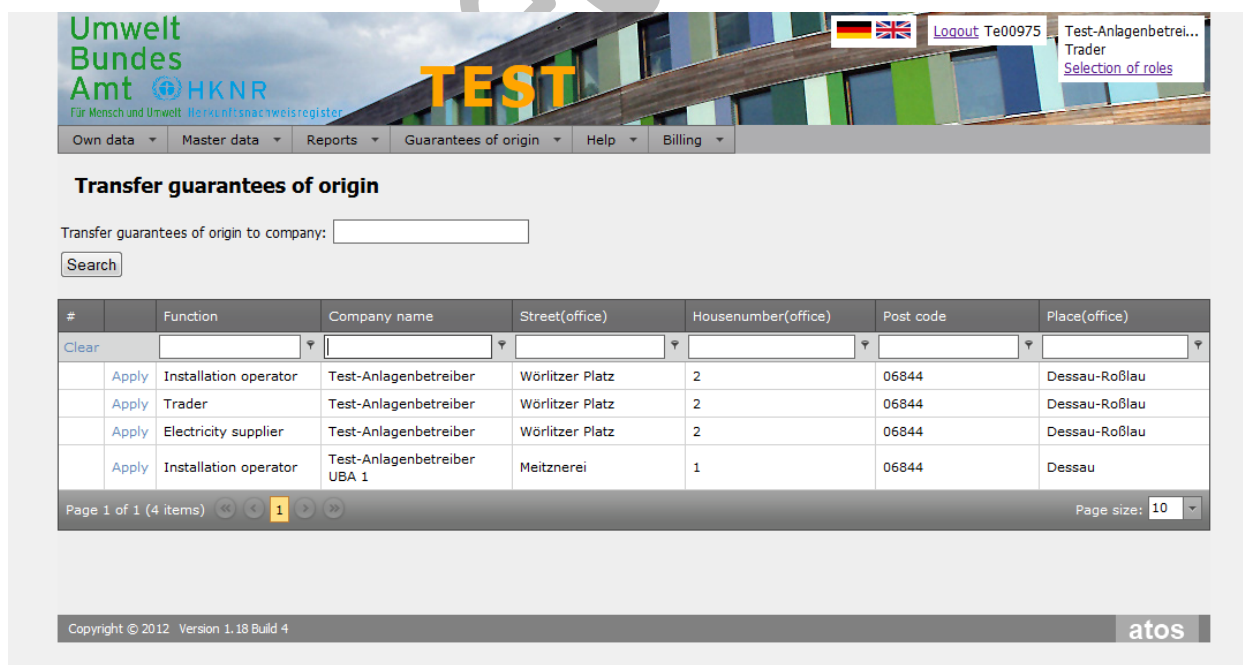 Umwelt
Bundes
Amt HKNR
Für Mensch und Umwelt Herkunftsnachweisregister
TEST
Logout Te00975
Test-Anlagenbetrei...
Trader
Selection of roles
Own data Master data Reports Guarantees of origin Help Billing
Transfer guarantees of origin
Transfer guarantees of origin to company:
Search
# Function Company name Street(office) Housenumber(office) Post code Place(office)
Clear
Apply Installation operator Test-Anlagenbetreiber Wörlitzer Platz 2 06844 Dessau-Roßlau
Apply Trader Test-Anlagenbetreiber Wörlitzer Platz 2 06844 Dessau-Roßlau
Apply Electricity supplier Test-Anlagenbetreiber Wörlitzer Platz 2 06844 Dessau-Roßlau
Apply Installation operator Test-Anlagenbetreiber UBA 1 Meitznerei 1 06844 Dessau
Page 1 of 1 (4 items) 1 Page size: 10
Copyright © 2012 Version 1.18 Build 4 atos